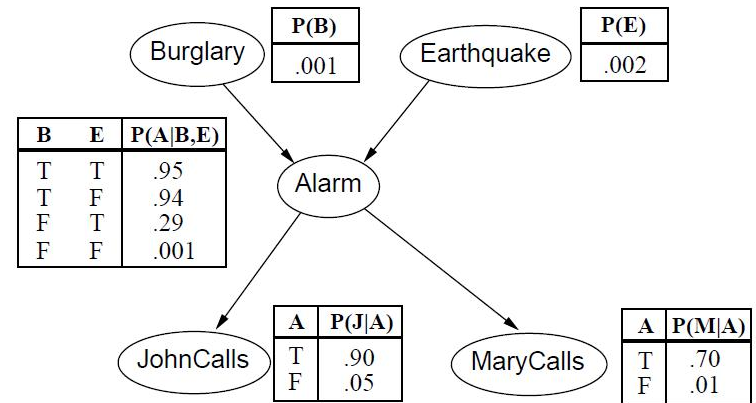 Burglary
P(B)
.001
Earthquake
P(E)
.002
B E P(A|B,E)
T T .95
T F .94
F T .29
F F .001
Alarm
JohnCalls
A P(J|A)
T .90
F .05
MaryCalls
A P(M|A)
T .70
F .01